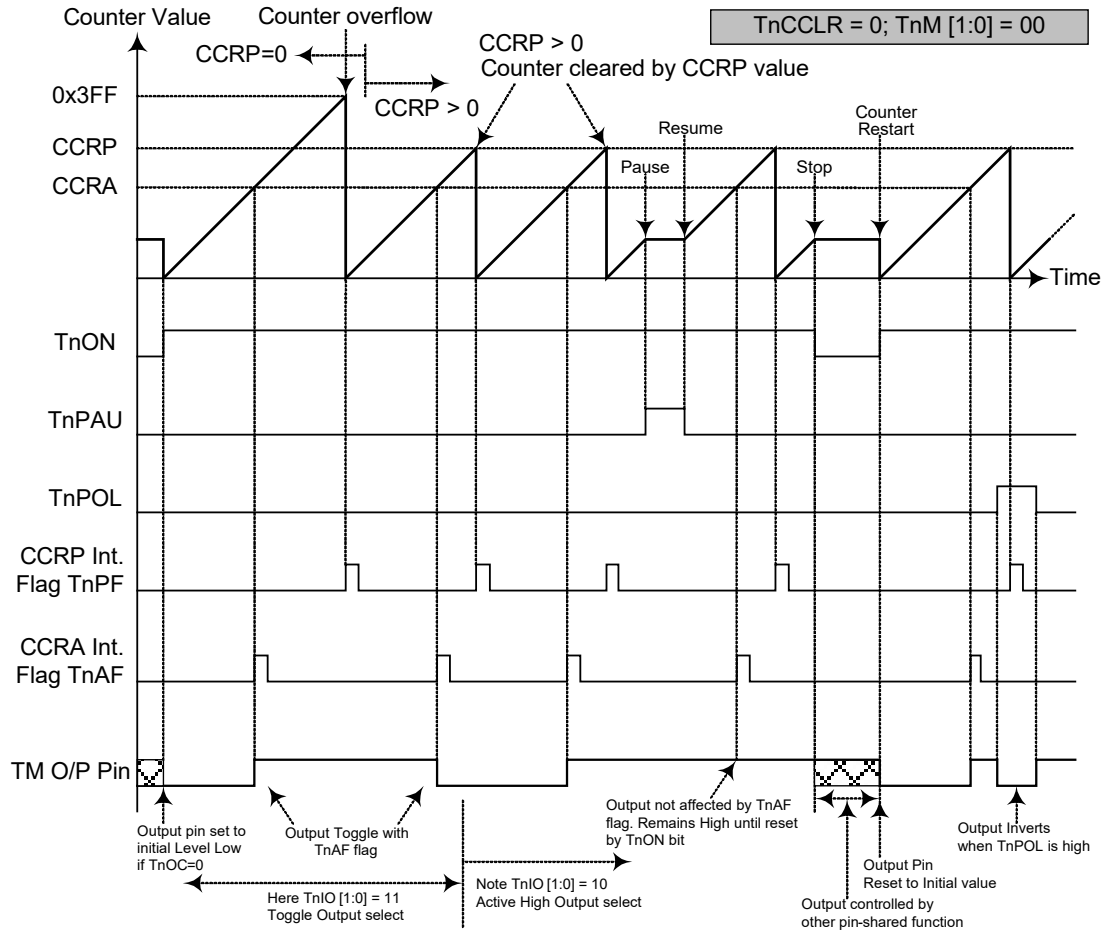 Counter Value
Counter overflow
TnCCLR = 0; TnM [1:0] = 00
CCRP=0
CCRP > 0
CCRP > 0
Counter cleared by CCRP value
0x3FF
CCRP
CCRA
Pause
Resume
Stop
Counter
Restart
Time
TnON
TnPAU
TnPOL
CCRP Int.
Flag TnPF
CCRA Int.
Flag TnAF
TM O/P Pin
Output pin set to
initial Level Low
if TnOC=0
Output Toggle with
TnAF flag
Output not affected by TnAF
flag. Remains High until reset
by TnON bit
Output Inverts
when TnPOL is high
Output Pin
Reset to Initial value
Here TnIO [1:0] = 11
Toggle Output select
Note TnIO [1:0] = 10
Active High Output select
Output controlled by
other pin-shared function